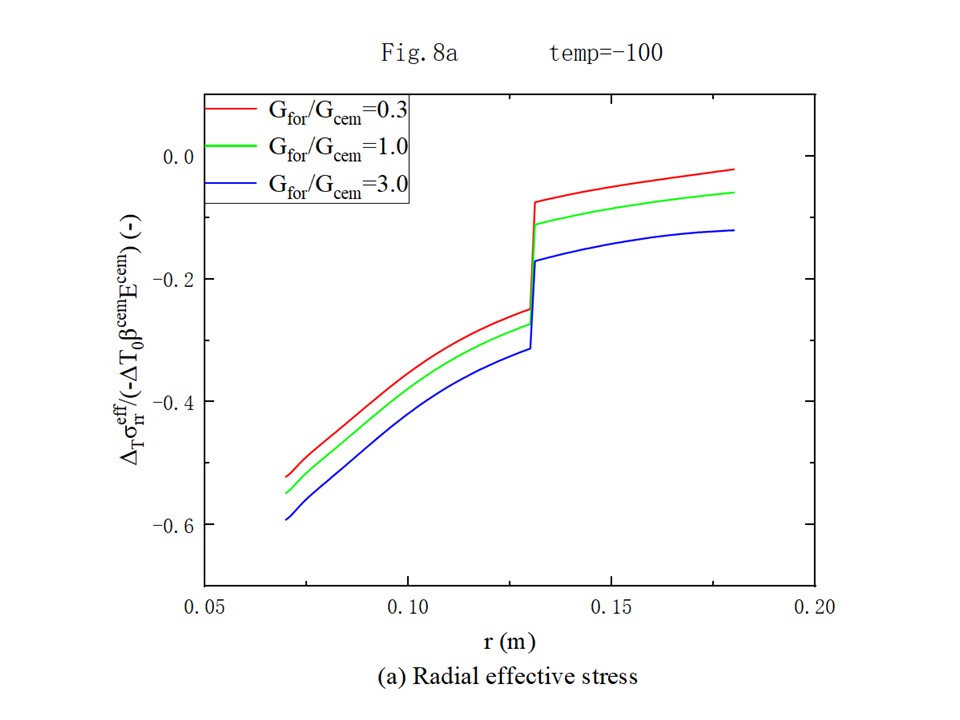 Fig.8a temp=-100
G_for/G_cem=0.3
G_for/G_cem=1.0
G_for/G_cem=3.0
0.0
-0.2
-0.4
-0.6
Δ_Tσ_rr^eff/(-ΔT_0β^cemE^cem) (-)
0.05 0.10 0.15 0.20
r (m)
(a) Radial effective stress